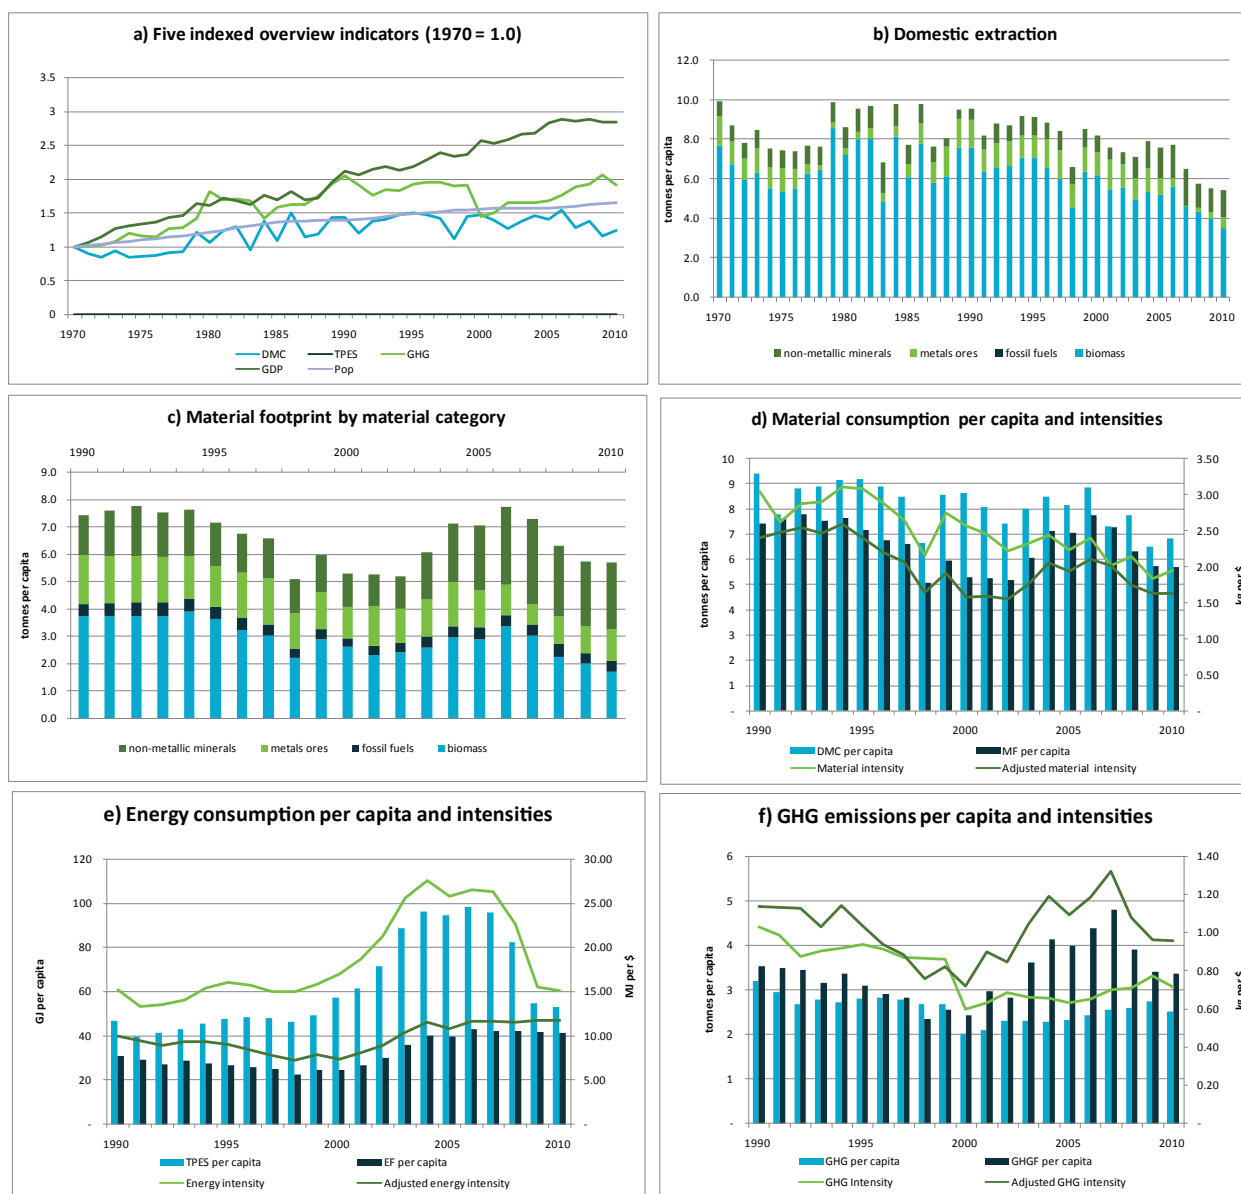 a) Five indexed overview indicators (1970 = 1.0)
3.5
3
2.5
2
1.5
1
0.5
0
1970 1975 1980 1985 1990 1995 2000 2005 2010
DMC TPES GHG
GDP Pop
b) Domestic extraction
12.0
10.0
8.0
6.0
4.0
2.0
0.0
tonnes per capita
1970 1975 1980 1985 1990 1995 2000 2005 2010
non-metallic minerals metals ores fossil fuels biomass
c) Material footprint by material category
1990 1995 2000 2005 2010
9.0
8.0
7.0
6.0
5.0
4.0
3.0
2.0
1.0
0.0
tonnes per capita
non-metallic minerals metals ores fossil fuels biomass
d) Material consumption per capita and intensities
10
9
8
7
6
5
4
3
2
1
-
tonnes per capita
3.50
3.00
2.50
2.00
1.50
1.00
0.50
-
kg per $
1990 1995 2000 2005 2010
DMC per capita MF per capita
Material intensity Adjusted material intensity
e) Energy consumption per capita and intensities
120
100
80
60
40
20
-
GJ per capita
30.00
25.00
20.00
15.00
10.00
5.00
-
MJ per $
1990 1995 2000 2005 2010
TPES per capita EF per capita
Energy intensity Adjusted energy intensity
f) GHG emissions per capita and intensities
6
5
4
3
2
1
-
tonnes per capita
1.40
1.20
1.00
0.80
0.60
0.40
0.20
-
kg per $
1990 1995 2000 2005 2010
GHG per capita GHGF per capita
GHG Intensity Adjusted GHG intensity